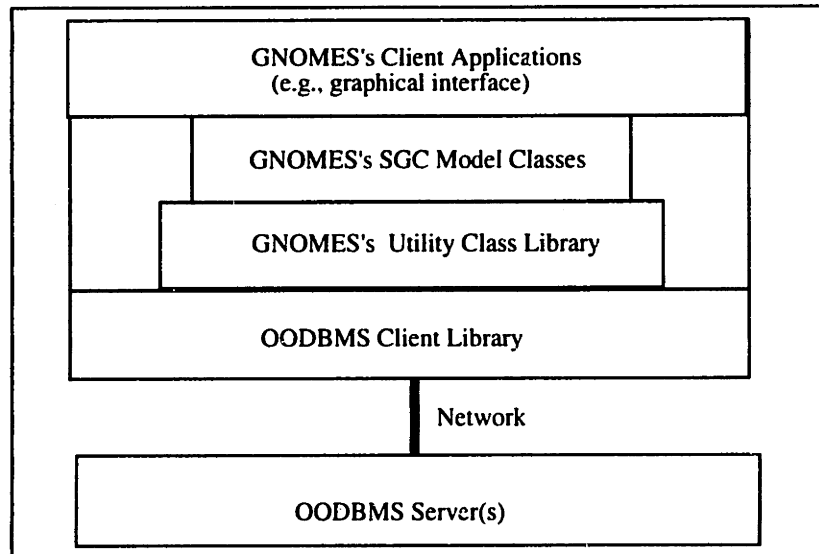 GNOMES's Client Applications
(e.g., graphical interface)
GNOMES's SGC Model Classes
GNOMES's Utility Class Library
OODBMS Client Library
Network
OODBMS Server(s)